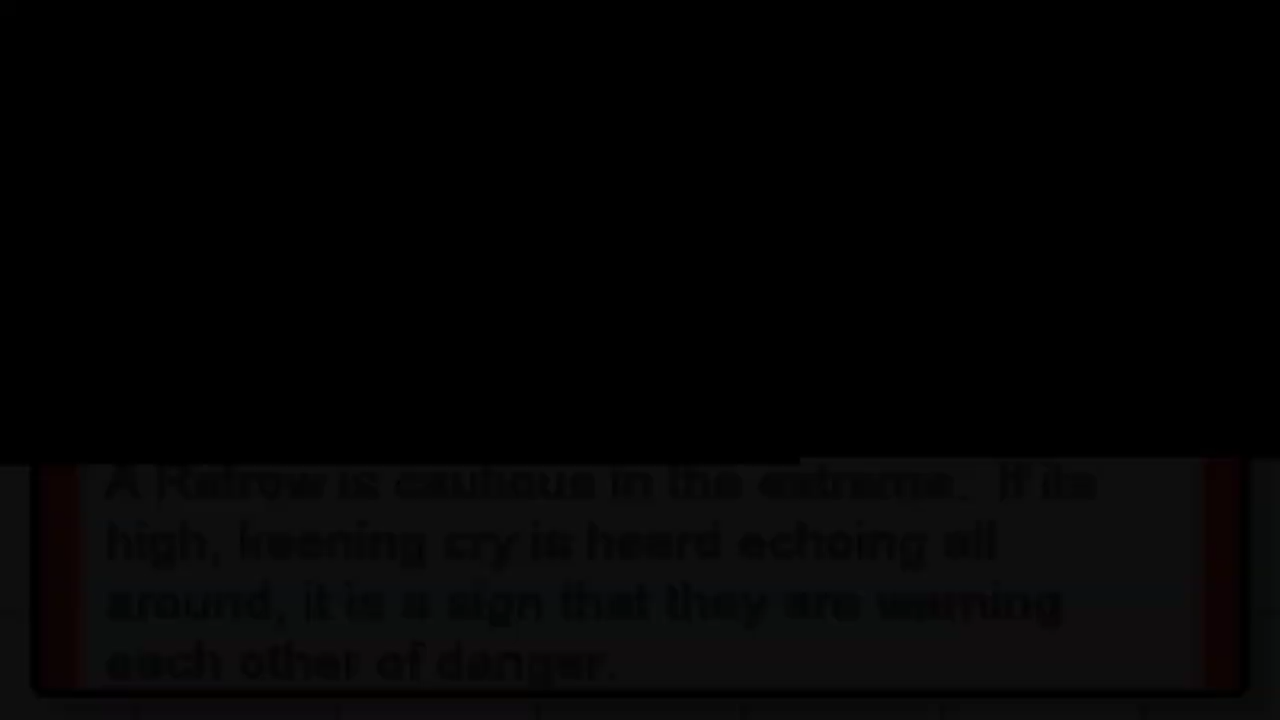 A Ratrow is cautious in the extreme. If its
high, keening cry is heard echoing all
around, it is a sign that they are warning
each other of danger.